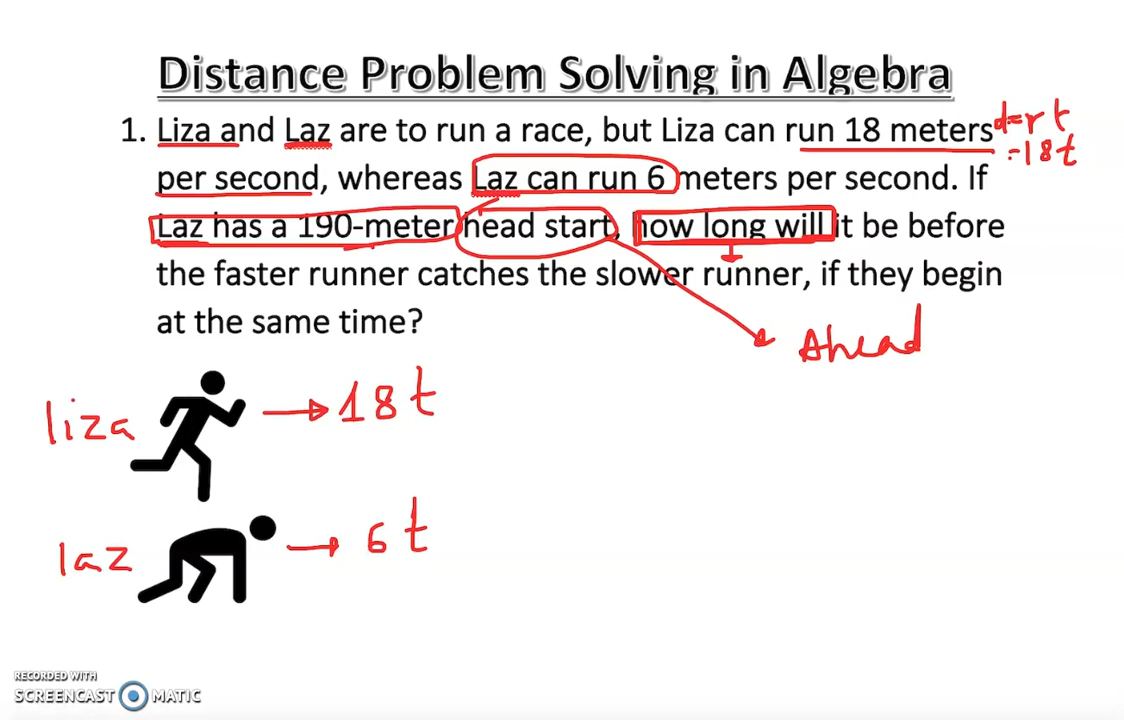 Distance Problem Solving in Algebra
1. Liza and Laz are to run a race, but Liza can run 18 meters d=rt
per second, whereas Laz can run 6 meters per second. If =18t
Laz has a 190-meter head start, how long will it be before
the faster runner catches the slower runner, if they begin
at the same time?
Ahead
liza 18t
laz 6t
RECORDED WITH
SCREENCAST MATIC